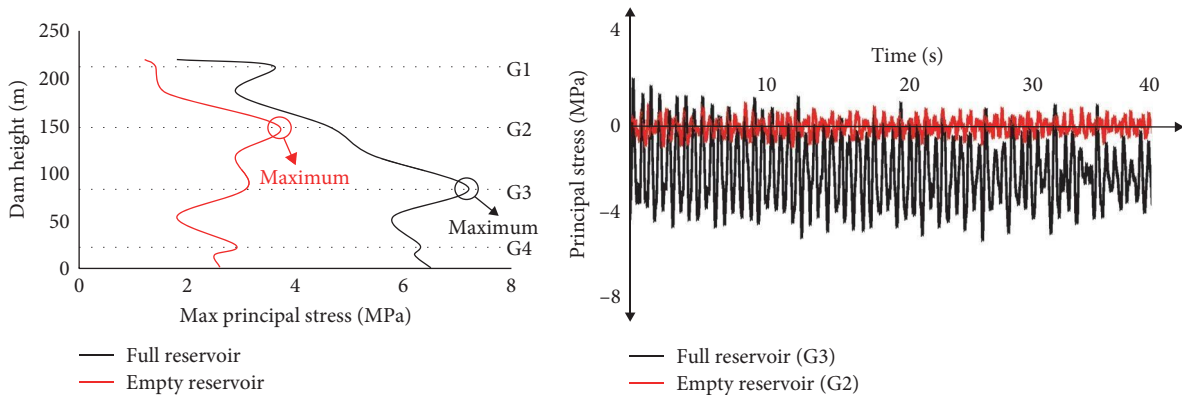 250
200
150
100
50
0
Dam height (m)
G1
G2
Maximum
G3
Maximum
G4
0
2
4
6
8
Max principal stress (MPa)
Full reservoir
Empty reservoir
4
0
−4
−8
Principal stress (MPa)
Time (s)
10
20
30
40
Full reservoir (G3)
Empty reservoir (G2)